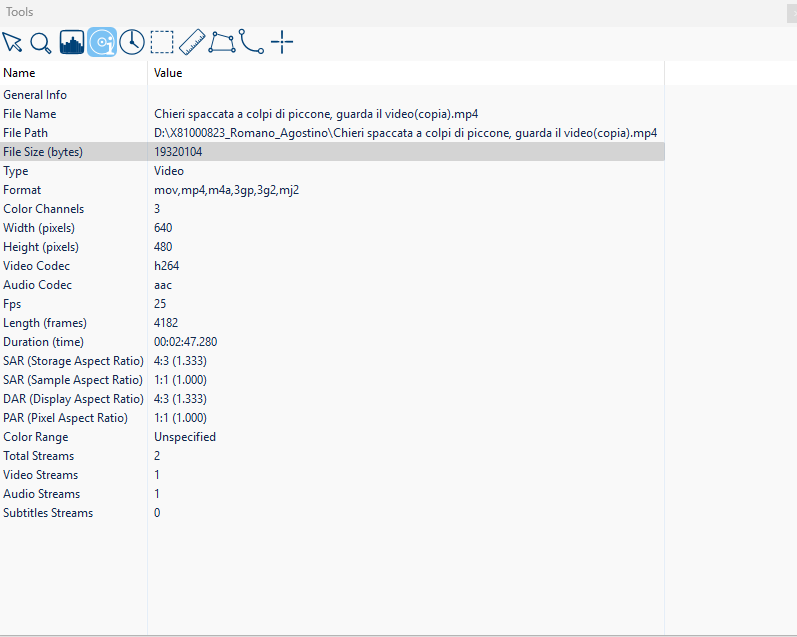 Tools
Name Value
General Info
File Name Chieri spaccata a colpi di piccone, guarda il video(copia).mp4
File Path D:\X81000823_Romano_Agostino\Chieri spaccata a colpi di piccone, guarda il video(copia).mp4
File Size (bytes) 19320104
Type Video
Format mov,mp4,m4a,3gp,3g2,mj2
Color Channels 3
Width (pixels) 640
Height (pixels) 480
Video Codec h264
Audio Codec aac
Fps 25
Length (frames) 4182
Duration (time) 00:02:47.280
SAR (Storage Aspect Ratio) 4:3 (1.333)
SAR (Sample Aspect Ratio) 1:1 (1.000)
DAR (Display Aspect Ratio) 4:3 (1.333)
PAR (Pixel Aspect Ratio) 1:1 (1.000)
Color Range Unspecified
Total Streams 2
Video Streams 1
Audio Streams 1
Subtitles Streams 0